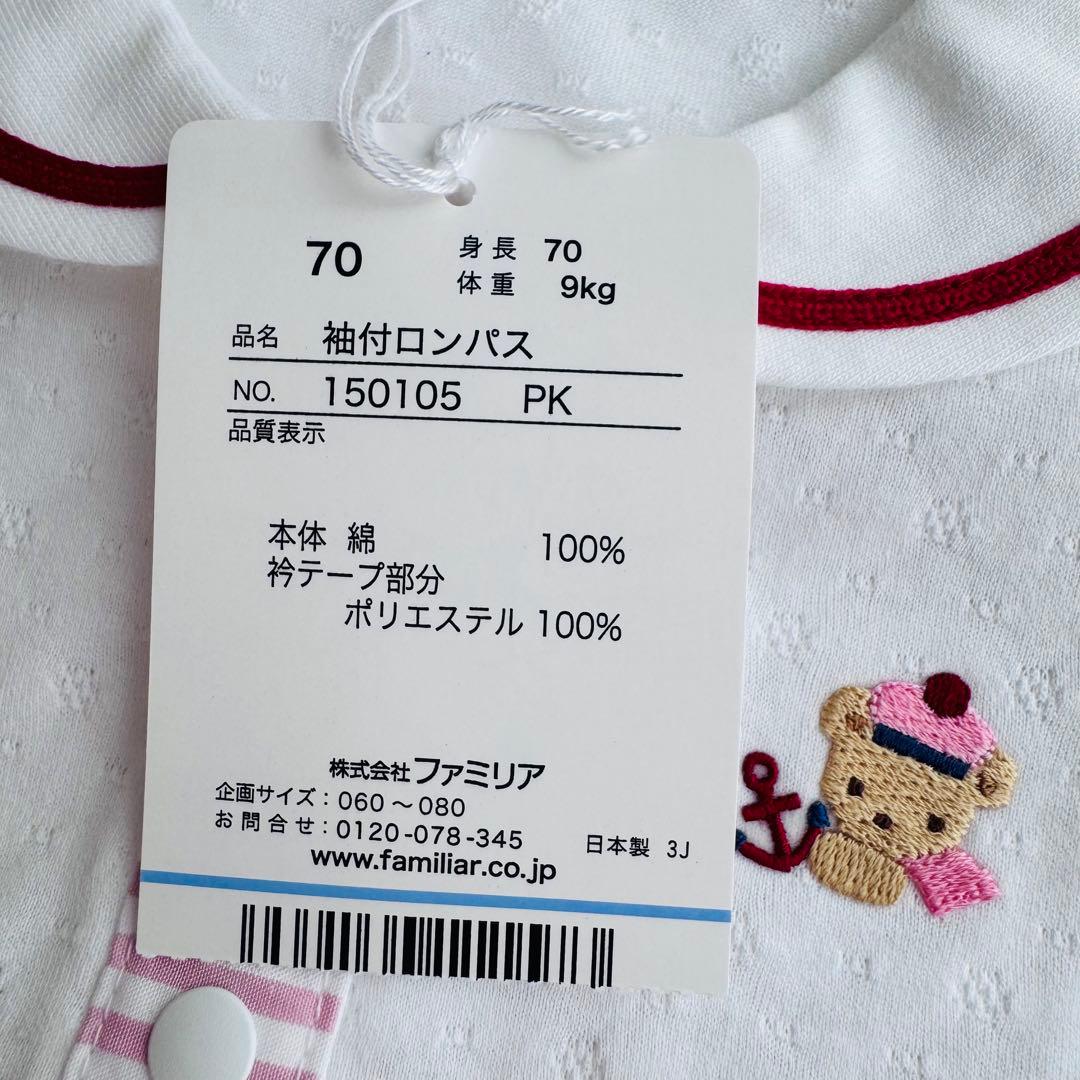 70 身長 70
体重 9kg
品名 袖付ロンパス
NO. 150105 PK
品質表示
本体 綿 100%
衿テープ部分
ポリエステル 100%
株式会社ファミリア
企画サイズ：060～080
お問合せ：0120-078-345 日本製 3J
www.familiar.co.jp